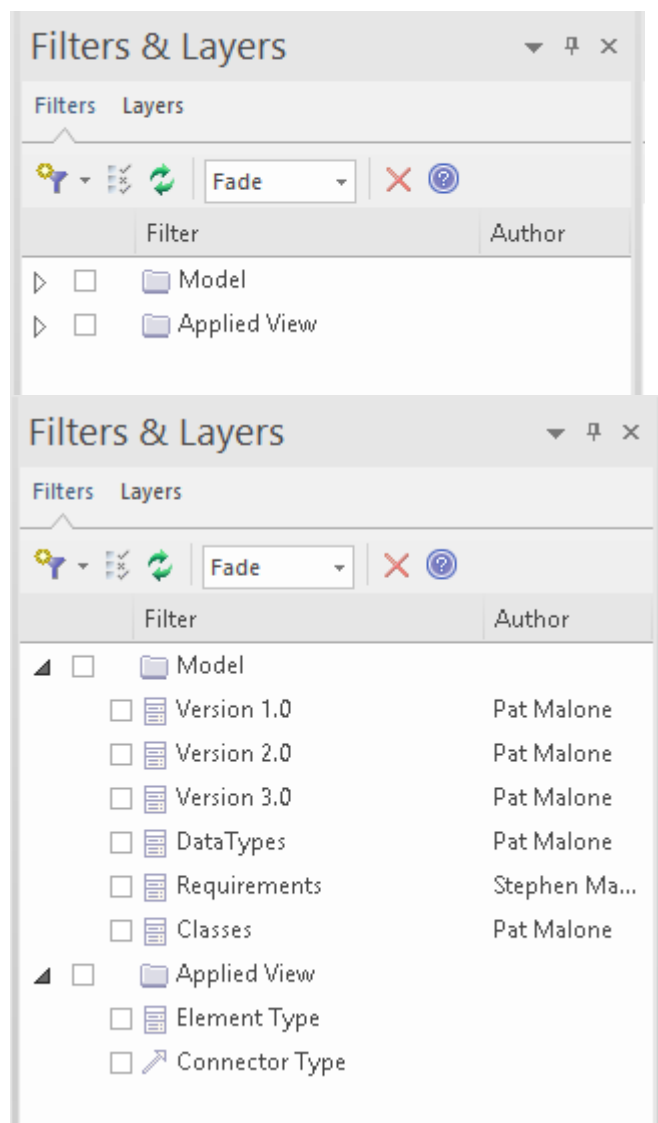 Filters & Layers
Filters Layers
Fade
Filter Author
Model
Applied View
Filters & Layers
Filters Layers
Fade
Filter Author
Model
Version 1.0 Pat Malone
Version 2.0 Pat Malone
Version 3.0 Pat Malone
DataTypes Pat Malone
Requirements Stephen Ma...
Classes Pat Malone
Applied View
Element Type
Connector Type